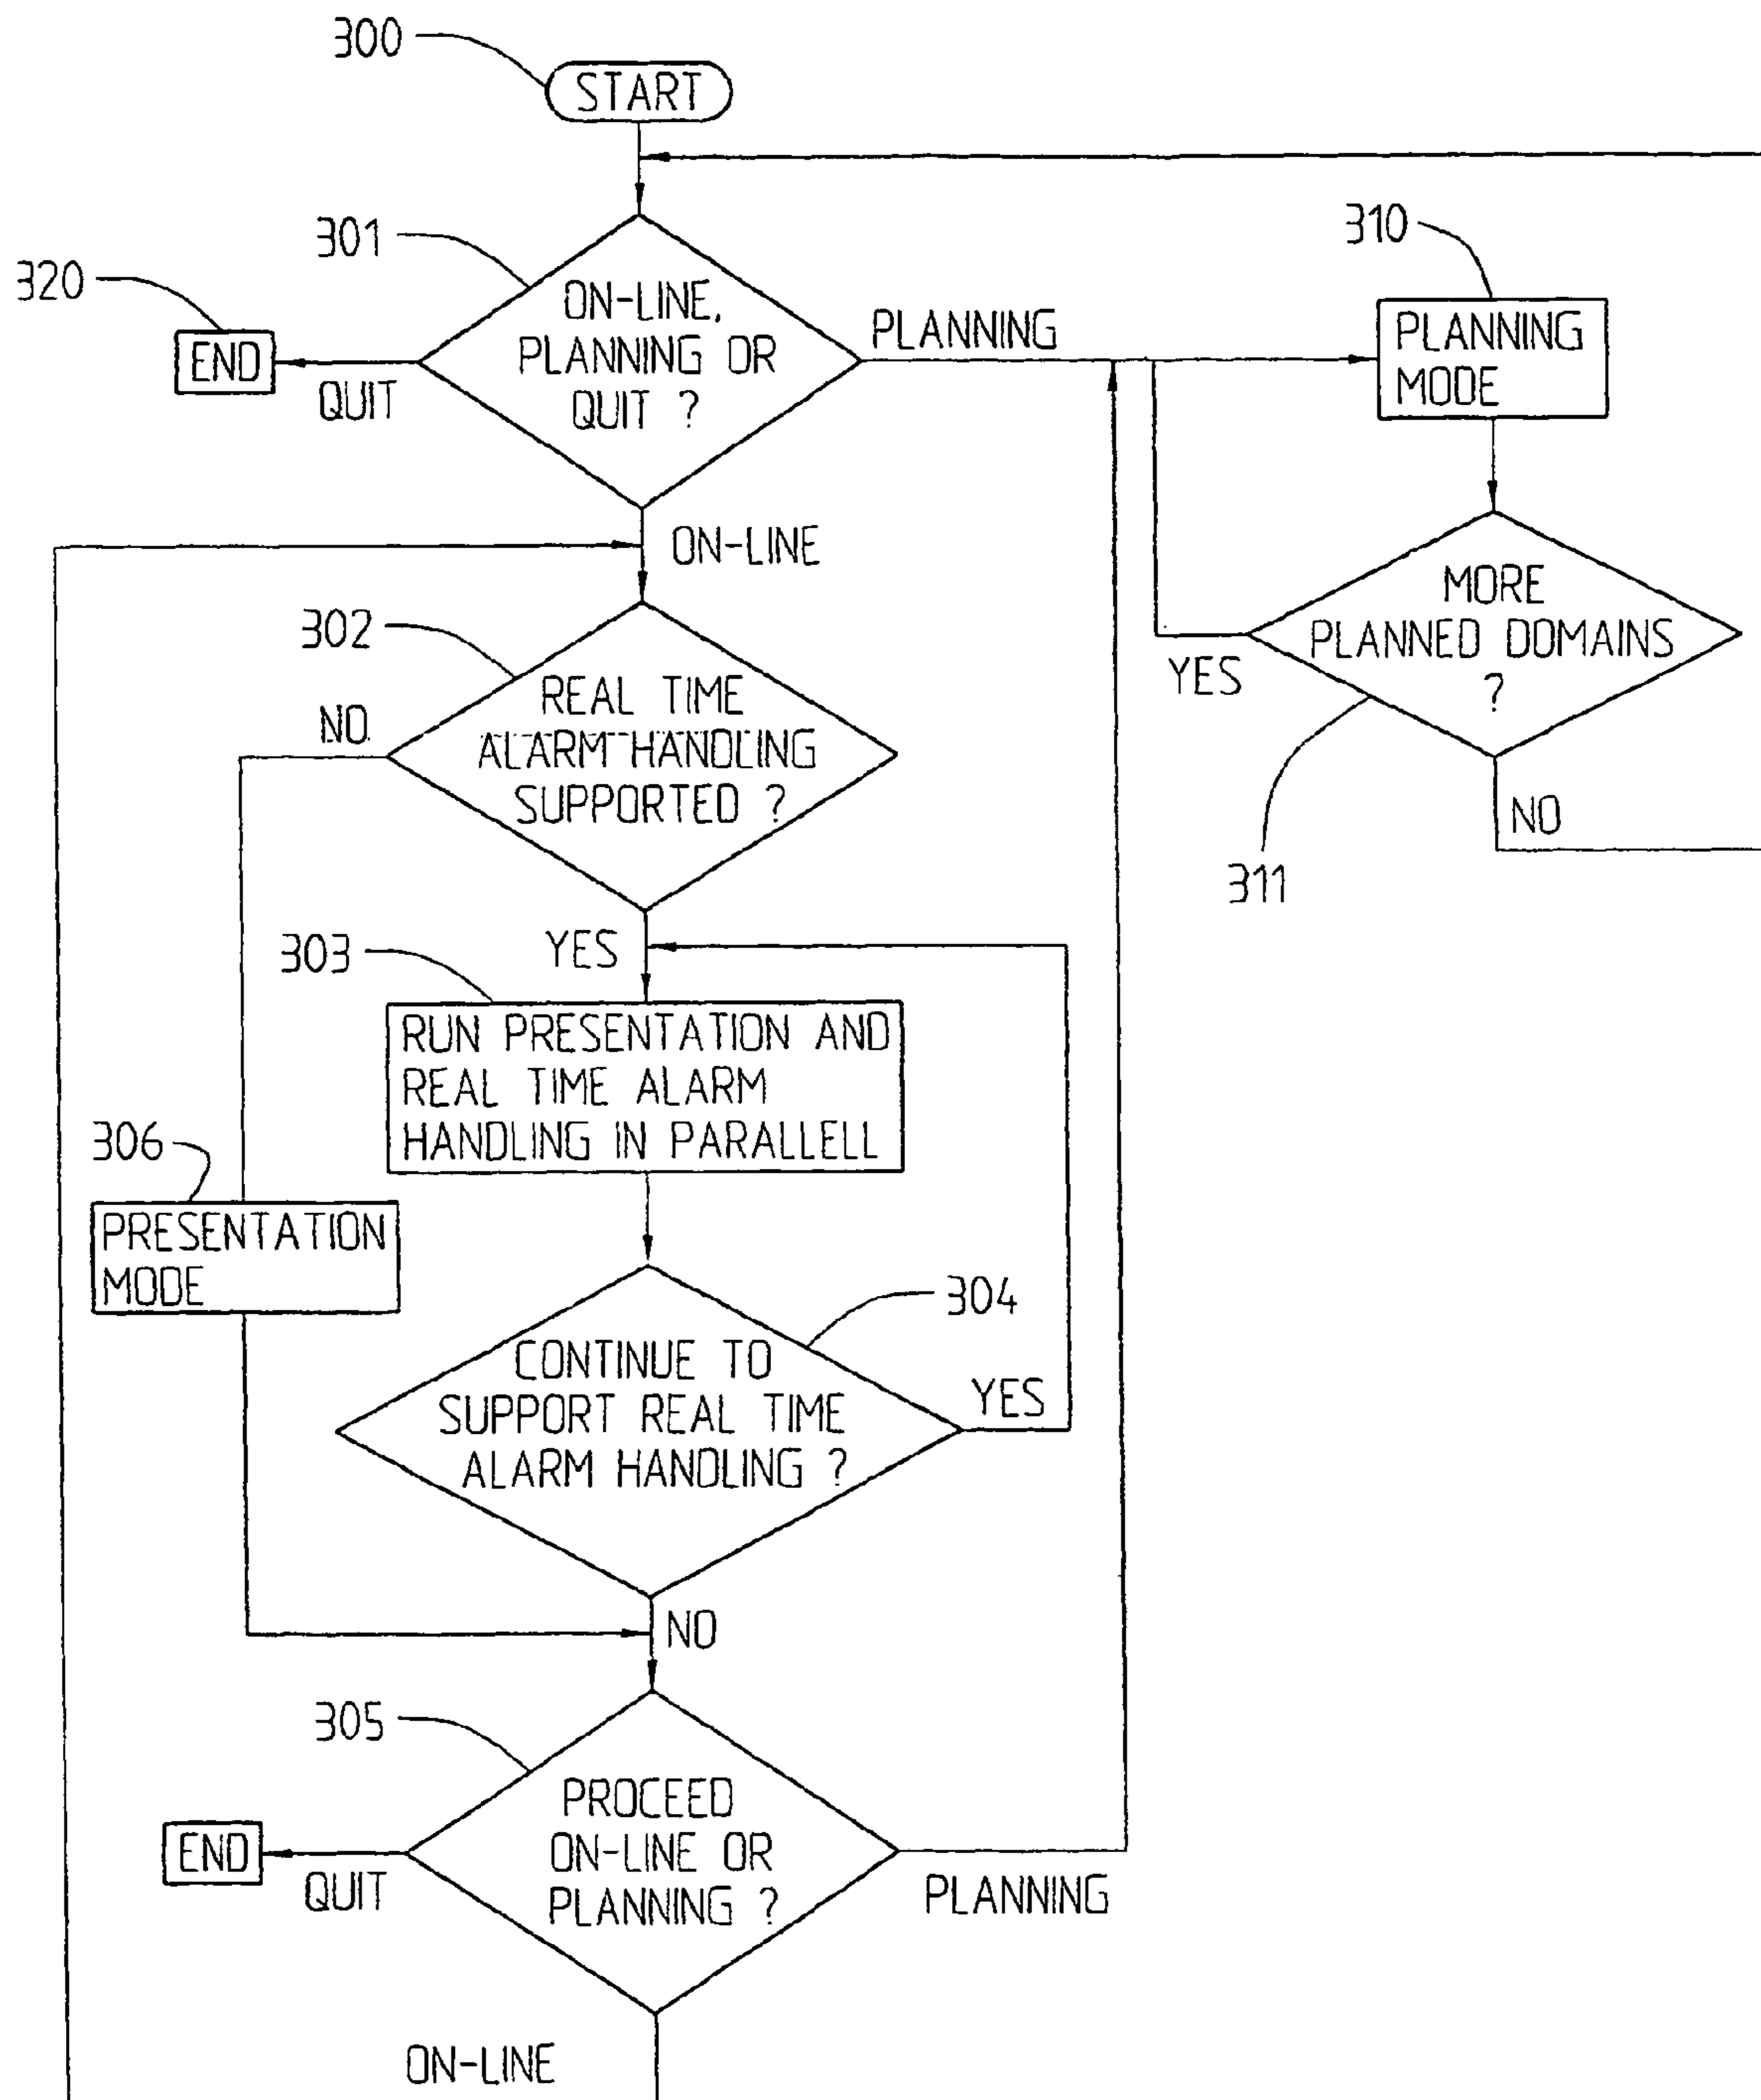 300
START
301
310
320
ON-LINE,
PLANNING OR
QUIT ?
PLANNING
PLANNING
MODE
END
QUIT
ON-LINE
MORE
PLANNED DOMAINS
?
YES
302
REAL TIME
ALARM HANDLING
SUPPORTED ?
NO
NO
311
YES
303
RUN PRESENTATION AND
REAL TIME ALARM
HANDLING IN PARALLELL
306
PRESENTATION
MODE
304
CONTINUE TO
SUPPORT REAL TIME
ALARM HANDLING ?
YES
NO
305
PROCEED
ON-LINE OR
PLANNING ?
END
QUIT
PLANNING
ON-LINE